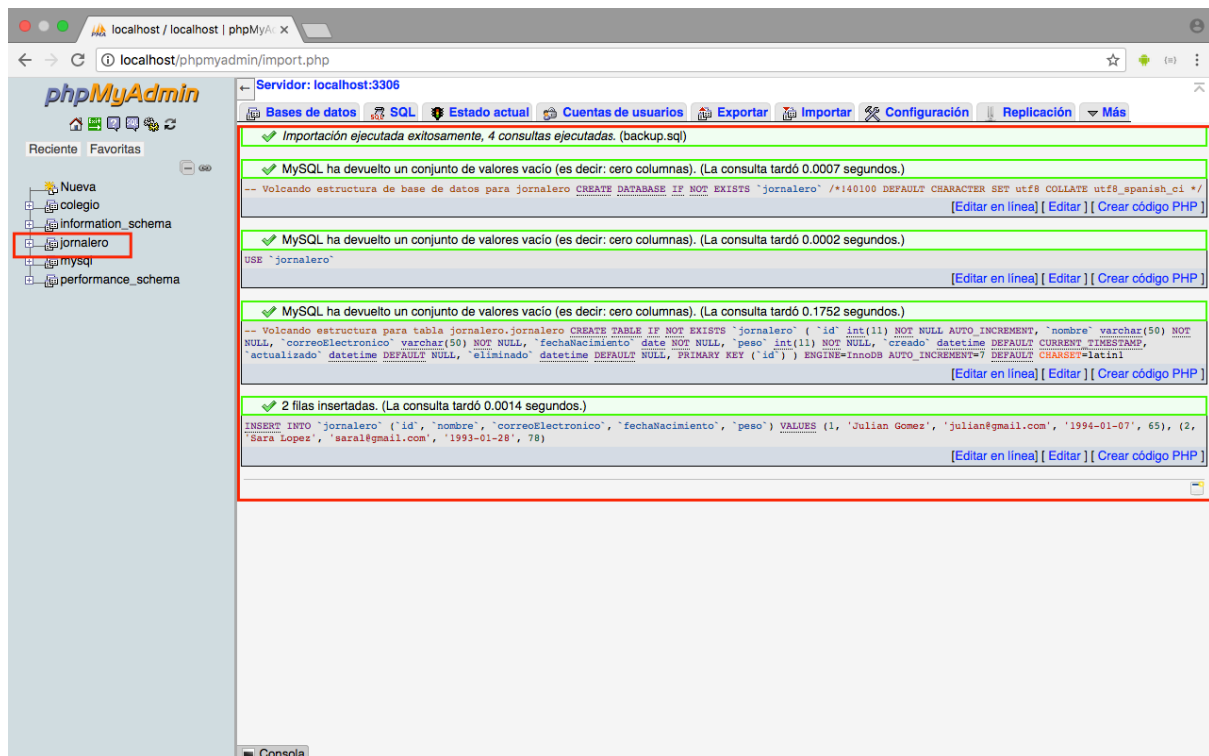 localhost / localhost | phpMyAd
localhost/phpmyadmin/import.php
phpMyAdmin
Reciente Favoritas
Nueva
colegio
information_schema
jornalero
mysql
performance_schema
Servidor: localhost:3306
Bases de datos SQL Estado actual Cuentas de usuarios Exportar Importar Configuración Replicación Más
Importación ejecutada exitosamente, 4 consultas ejecutadas. (backup.sql)
MySQL ha devuelto un conjunto de valores vacío (es decir: cero columnas). (La consulta tardó 0.0007 segundos.)
-- Volcando estructura de base de datos para jornalero CREATE DATABASE IF NOT EXISTS `jornalero` /*!40100 DEFAULT CHARACTER SET utf8 COLLATE utf8_spanish_ci */
[Editar en línea] [ Editar ] [ Crear código PHP ]
MySQL ha devuelto un conjunto de valores vacío (es decir: cero columnas). (La consulta tardó 0.0002 segundos.)
USE `jornalero`
[Editar en línea] [ Editar ] [ Crear código PHP ]
MySQL ha devuelto un conjunto de valores vacío (es decir: cero columnas). (La consulta tardó 0.1752 segundos.)
-- Volcando estructura para tabla jornalero.jornalero CREATE TABLE IF NOT EXISTS `jornalero` ( `id` int(11) NOT NULL AUTO_INCREMENT, `nombre` varchar(50) NOT
NULL, `correoElectronico` varchar(50) NOT NULL, `fechaNacimiento` date NOT NULL, `peso` int(11) NOT NULL, `creado` datetime DEFAULT CURRENT_TIMESTAMP,
`actualizado` datetime DEFAULT NULL, `eliminado` datetime DEFAULT NULL, PRIMARY KEY (`id`) ) ENGINE=InnoDB AUTO_INCREMENT=7 DEFAULT CHARSET=latin1
[Editar en línea] [ Editar ] [ Crear código PHP ]
2 filas insertadas. (La consulta tardó 0.0014 segundos.)
INSERT INTO `jornalero` (`id`, `nombre`, `correoElectronico`, `fechaNacimiento`, `peso`) VALUES (1, 'Julian Gomez', 'julian@gmail.com', '1994-01-07', 65), (2,
'Sara Lopez', 'saral@gmail.com', '1993-01-28', 78)
[Editar en línea] [ Editar ] [ Crear código PHP ]
Consola